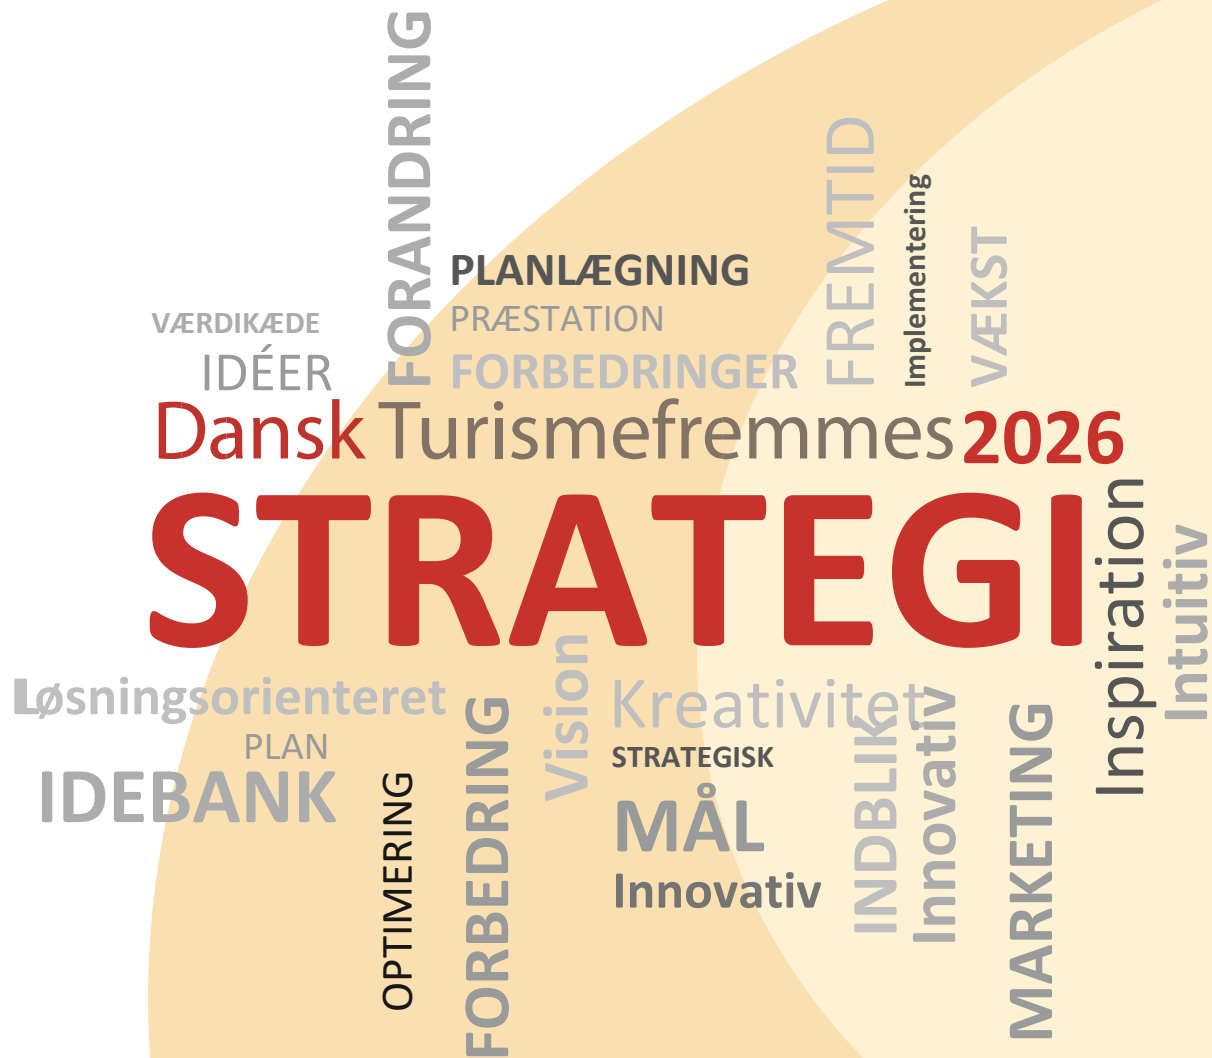 FORANDRING
FREMTID
Implementering
VÆKST
PLANLÆGNING
VÆRDIKÆDE
PRÆSTATION
IDÉER
FORBEDRINGER
Dansk Turismefremmes 2026
STRATEGI
Inspiration
Intuitiv
Løsningsorienteret
Vision
Kreativitet
PLAN
STRATEGISK
IDEBANK
OPTIMERING
FORBEDRING
MÅL
Innovativ
INDBLIK
Innovativ
MARKETING